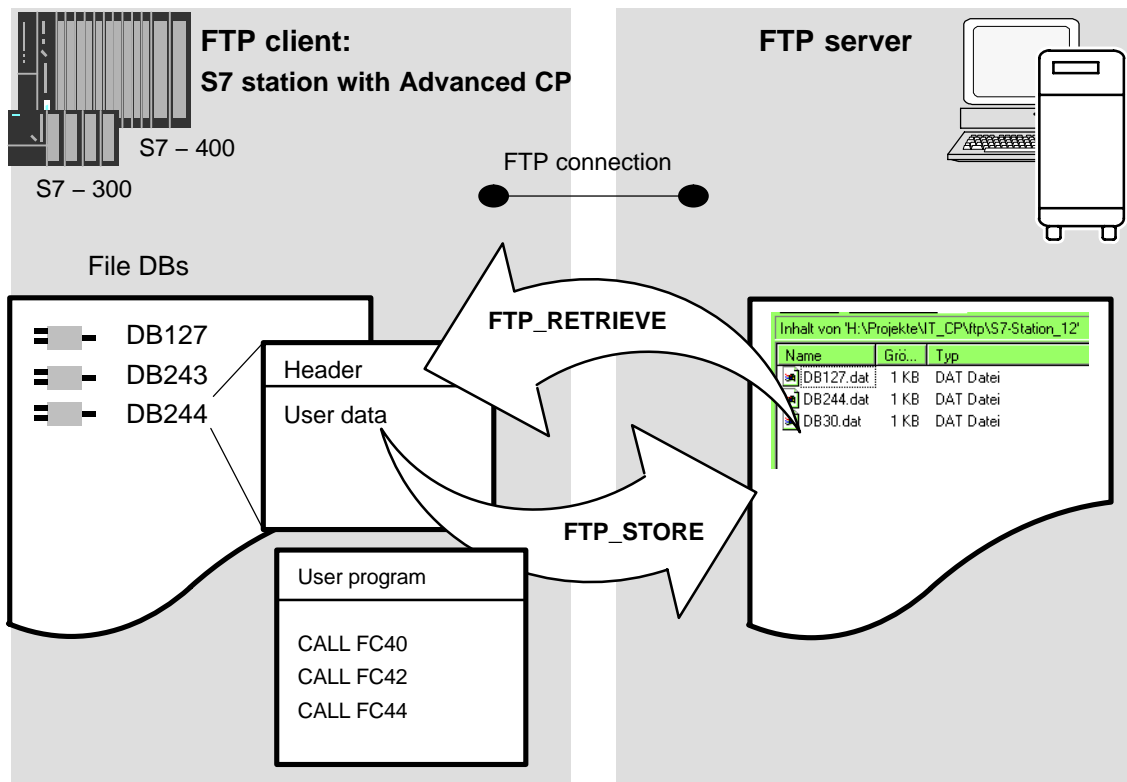 FTP client:
S7 station with Advanced CP
S7 – 400
S7 – 300
FTP server
FTP connection
File DBs
DB127
DB243
DB244
Header
User data
FTP_RETRIEVE
FTP_STORE
Inhalt von 'H:\Projekte\IT_CP\ftp\S7-Station_12'
Name Grö... Typ
DB127.dat 1 KB DAT Datei
DB244.dat 1 KB DAT Datei
DB30.dat 1 KB DAT Datei
User program
CALL FC40
CALL FC42
CALL FC44